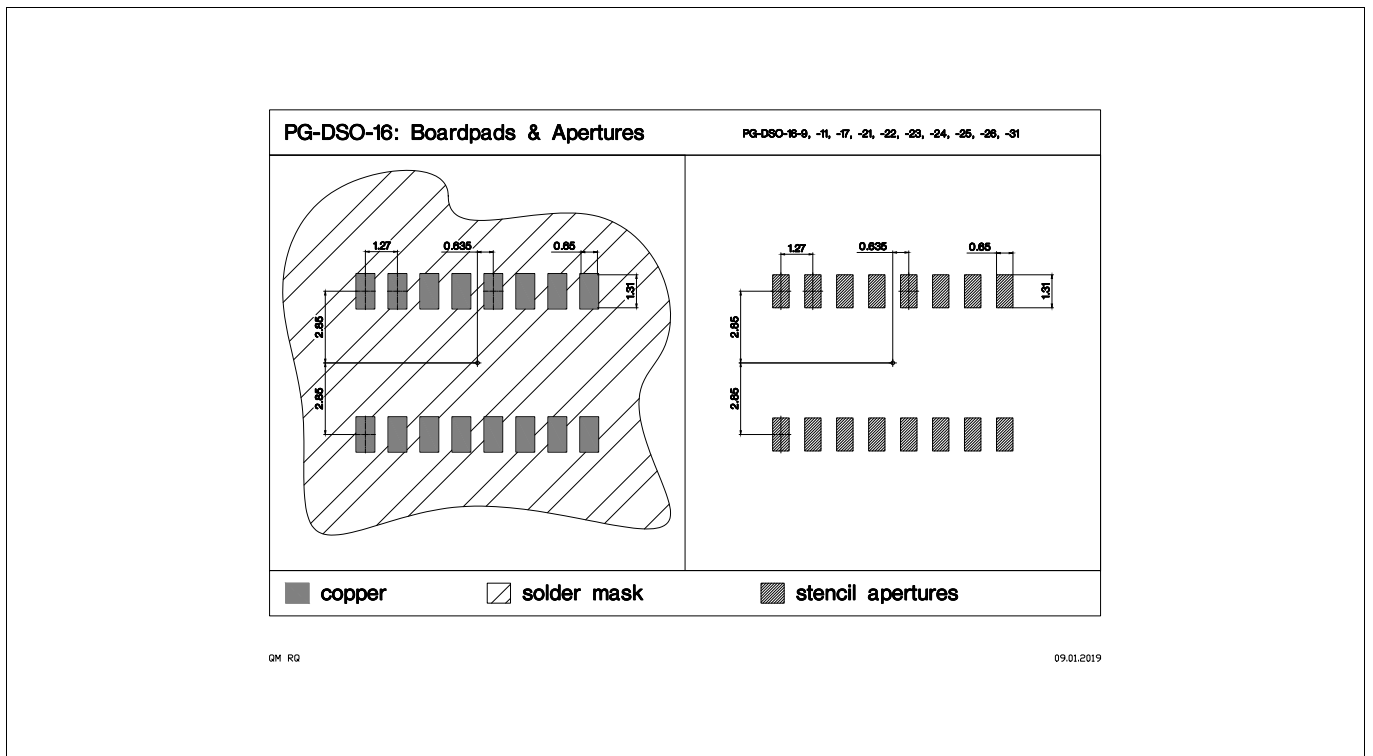 PG-DSO-16: Boardpads & Apertures
PG-DSO-16-9, -11, -17, -21, -22, -23, -24, -25, -26, -31
1.27
0.635
0.65
1.31
2.85
2.85
1.27
0.635
0.65
1.31
2.85
2.85
copper
solder mask
stencil apertures
QM RQ
09.01.2019